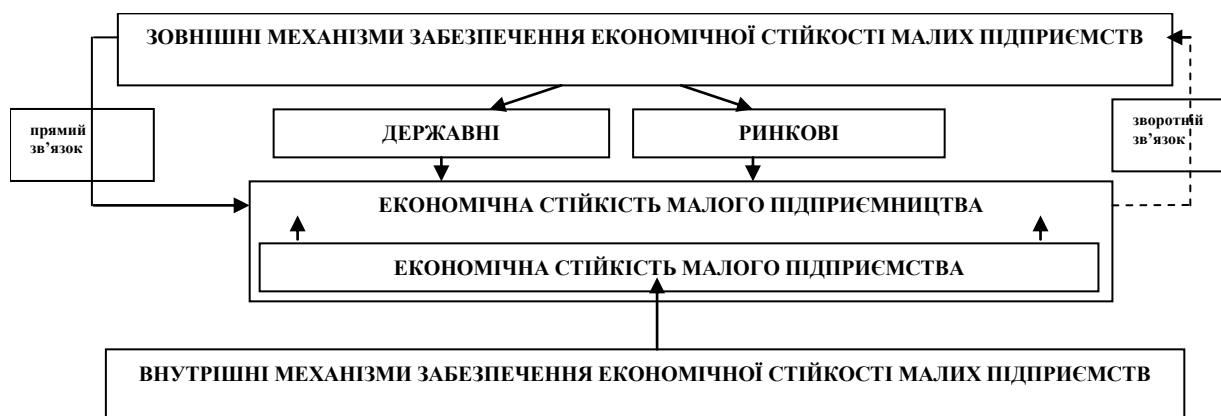 ЗОВНІШНІ МЕХАНІЗМИ ЗАБЕЗПЕЧЕННЯ ЕКОНОМІЧНОЇ СТІЙКОСТІ МАЛИХ ПІДПРИЄМСТВ
прямий
зв’язок
ДЕРЖАВНІ
РИНКОВІ
зворотній
зв’язок
ЕКОНОМІЧНА СТІЙКІСТЬ МАЛОГО ПІДПРИЄМНИЦТВА
ЕКОНОМІЧНА СТІЙКІСТЬ МАЛОГО ПІДПРИЄМСТВА
ВНУТРІШНІ МЕХАНІЗМИ ЗАБЕЗПЕЧЕННЯ ЕКОНОМІЧНОЇ СТІЙКОСТІ МАЛИХ ПІДПРИЄМСТВ